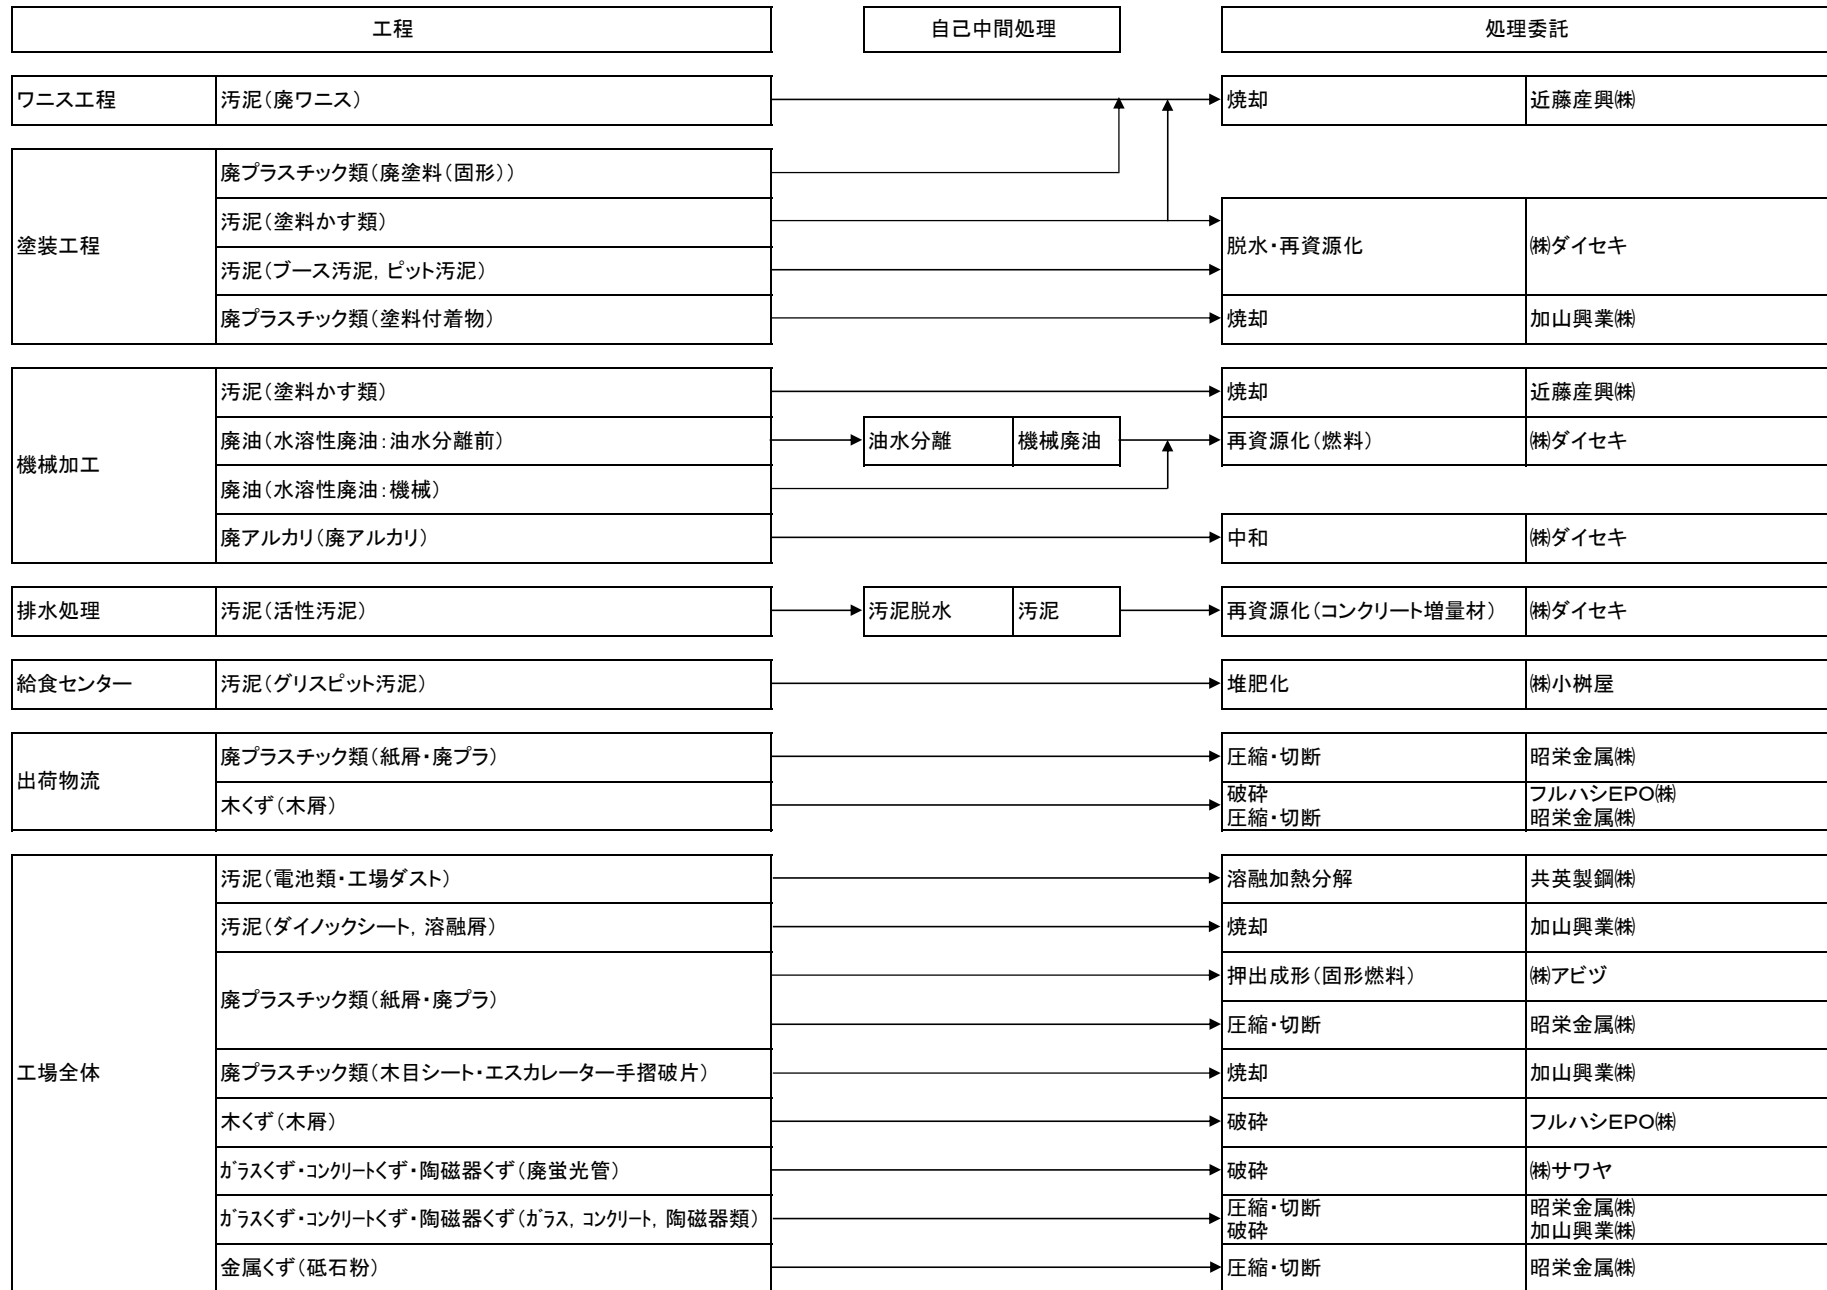 工程 自己中間処理 処理委託
ワニス工程 汚泥(廃ワニス) 焼却 近藤産興㈱
塗装工程
廃プラスチック類(廃塗料(固形))
汚泥(塗料かす類)
汚泥(ブース汚泥, ピット汚泥)
脱水・再資源化 ㈱ダイセキ
廃プラスチック類(塗料付着物) 焼却 加山興業㈱
機械加工
汚泥(塗料かす類) 焼却 近藤産興㈱
廃油(水溶性廃油:油水分離前) 油水分離 機械廃油 再資源化(燃料) ㈱ダイセキ
廃油(水溶性廃油:機械)
廃アルカリ(廃アルカリ) 中和 ㈱ダイセキ
排水処理 汚泥(活性汚泥) 汚泥脱水 汚泥 再資源化(コンクリート増量材) ㈱ダイセキ
給食センター 汚泥(グリスピット汚泥) 堆肥化 ㈱小桝屋
出荷物流
廃プラスチック類(紙屑・廃プラ) 圧縮・切断 昭栄金属㈱
木くず(木屑)
破砕 フルハシEPO㈱
圧縮・切断 昭栄金属㈱
工場全体
汚泥(電池類・工場ダスト) 溶融加熱分解 共英製鋼㈱
汚泥(ダイノックシート, 溶融屑) 焼却 加山興業㈱
廃プラスチック類(紙屑・廃プラ)
押出成形(固形燃料) ㈱アビヅ
圧縮・切断 昭栄金属㈱
廃プラスチック類(木目シート・エスカレーター手摺破片) 焼却 加山興業㈱
木くず(木屑) 破砕 フルハシEPO㈱
ｶﾞﾗｽくず・ｺﾝｸﾘｰﾄくず・陶磁器くず(廃蛍光管) 破砕 ㈱サワヤ
ｶﾞﾗｽくず・ｺﾝｸﾘｰﾄくず・陶磁器くず(ｶﾞﾗｽ, ｺﾝｸﾘｰﾄ, 陶磁器類)
圧縮・切断 昭栄金属㈱
破砕 加山興業㈱
金属くず(砥石粉) 圧縮・切断 昭栄金属㈱